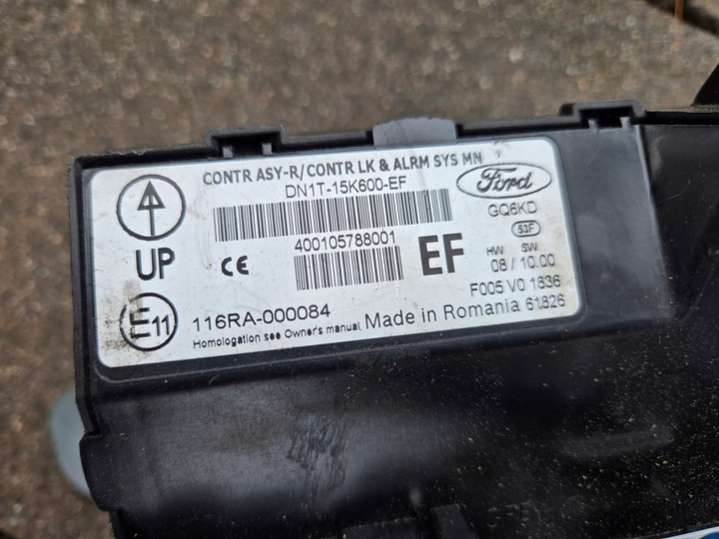 CONTR ASY-R/CONTR LK & ALRM SYS MN
DN1T-15K600-EF
Ford
GQ6KD
53F
UP
CE
400105788001
EF
HW SW
08 / 10.00
F005 V0 1836
E11
116RA-000084
Made in Romania 61826
Homologation see Owner's manual